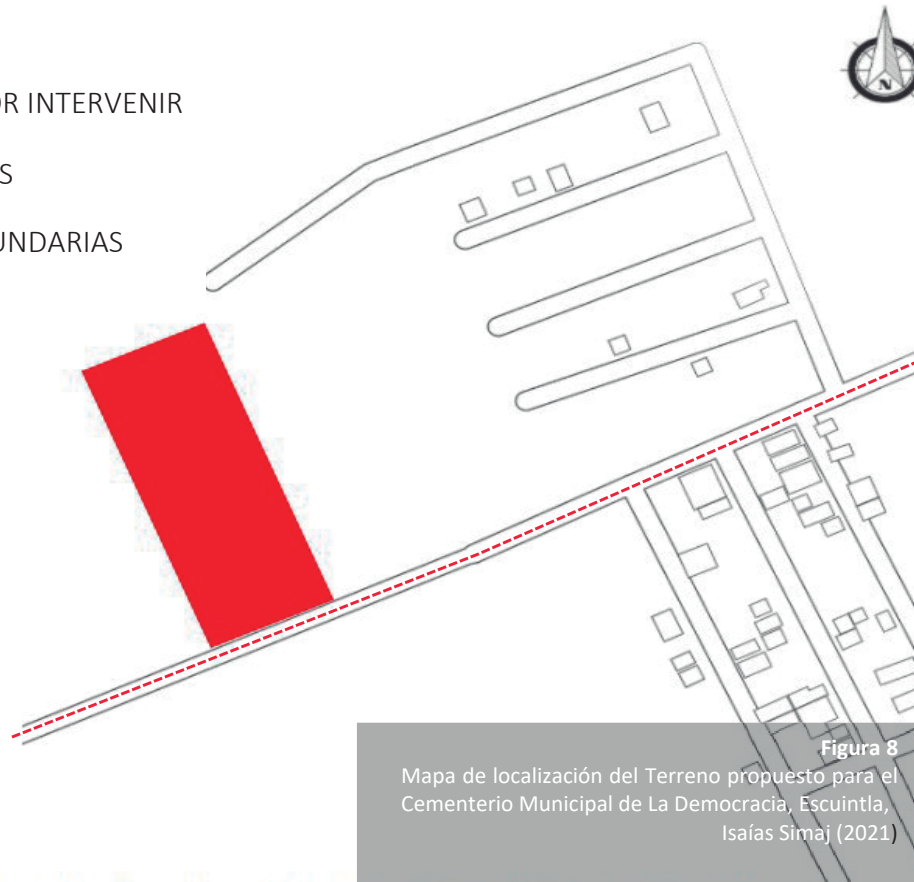 OR INTERVENIR
S
UNDARIAS
N
Figura 8
Mapa de localización del Terreno propuesto para el
Cementerio Municipal de La Democracia, Escuintla,
Isaías Simaj (2021)